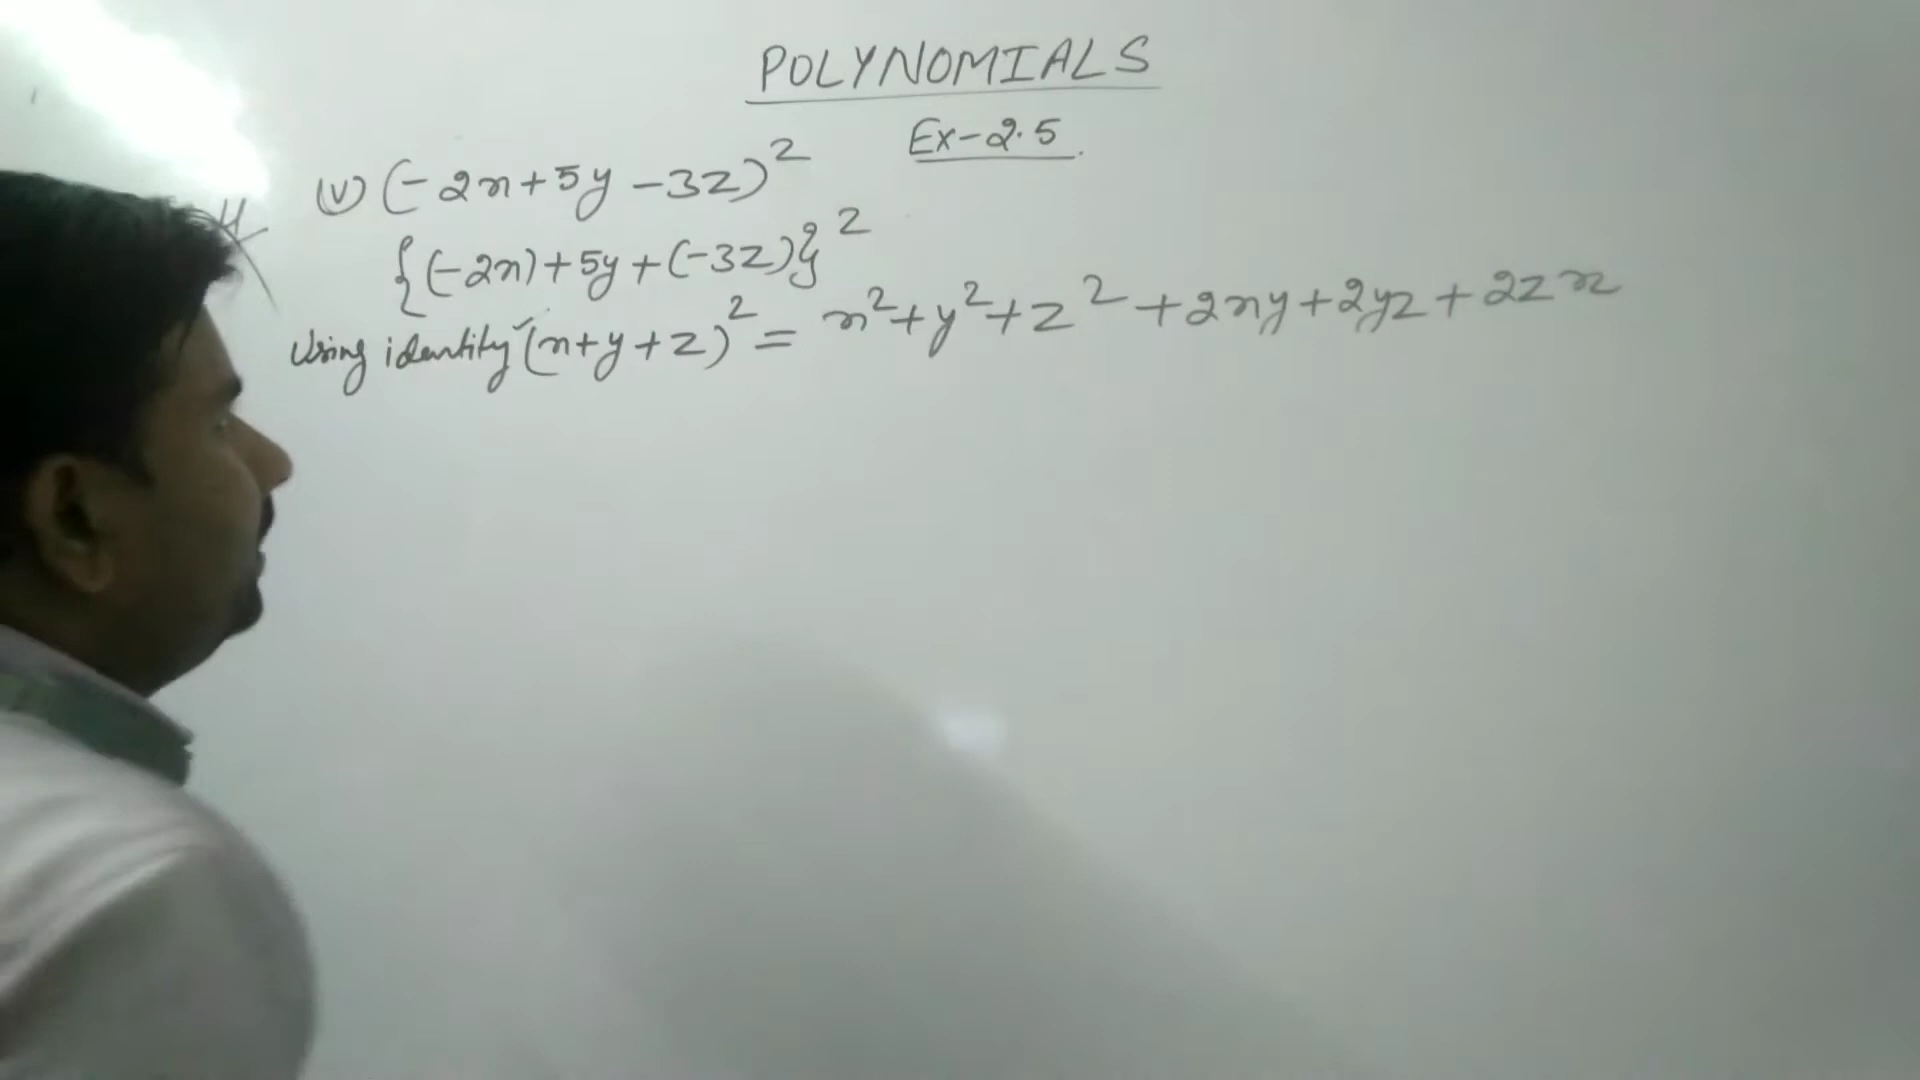 POLYNOMIALS
Ex-2.5
(v) (-2x+5y-3z)²
{(-2x)+5y+(-3z)}²
Using identity (x+y+z)² = x²+y²+z²+2xy+2yz+2zx